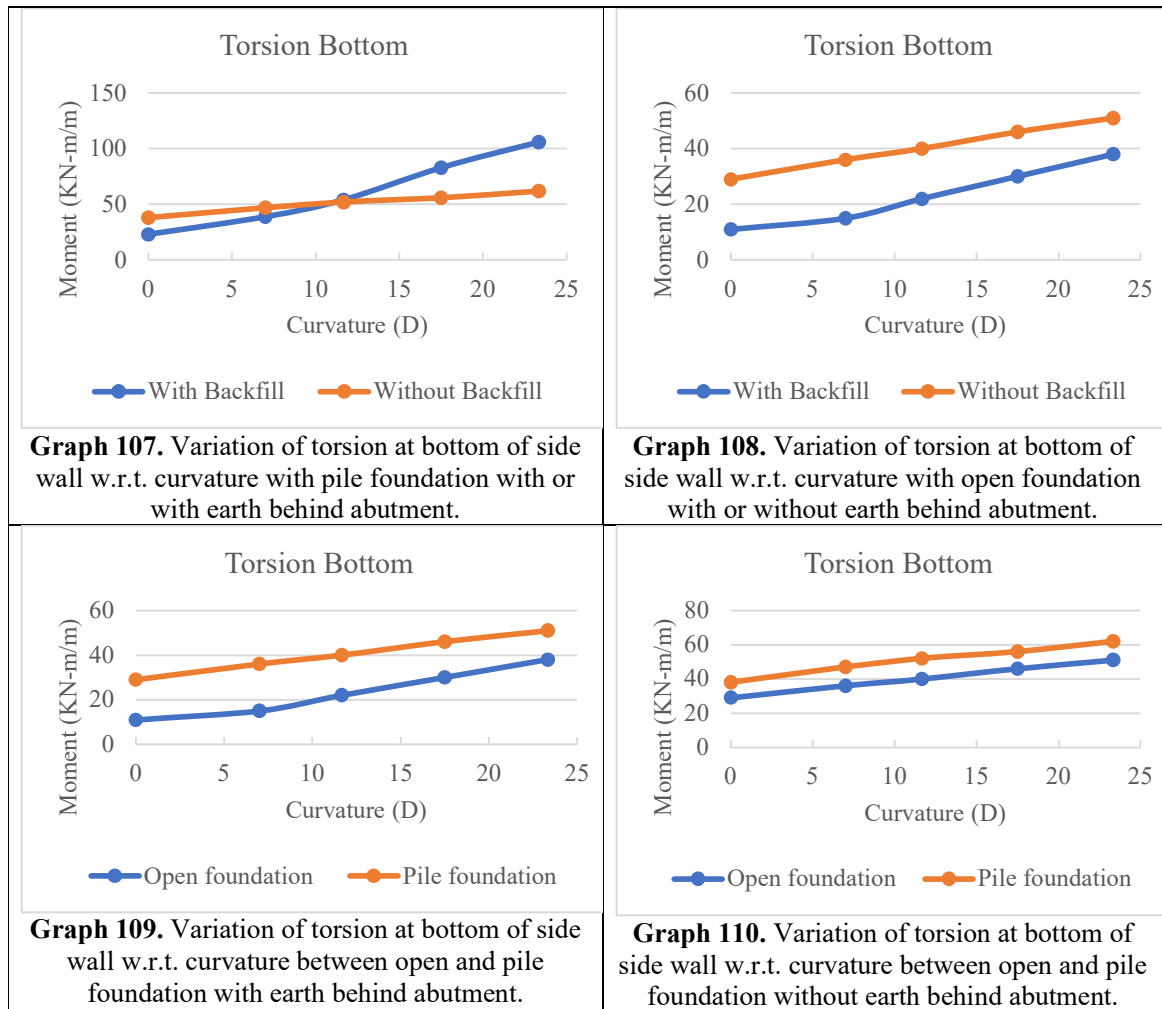 Torsion Bottom
Moment (KN-m/m)
150
100
50
0
0 5 10 15 20 25
Curvature (D)
With Backfill Without Backfill
Graph 107. Variation of torsion at bottom of side
wall w.r.t. curvature with pile foundation with or
with earth behind abutment.
Torsion Bottom
Moment (KN-m/m)
60
40
20
0
0 5 10 15 20 25
Curvature (D)
With Backfill Without Backfill
Graph 108. Variation of torsion at bottom of
side wall w.r.t. curvature with open foundation
with or without earth behind abutment.
Torsion Bottom
Moment (KN-m/m)
60
40
20
0
0 5 10 15 20 25
Curvature (D)
Open foundation Pile foundation
Graph 109. Variation of torsion at bottom of side
wall w.r.t. curvature between open and pile
foundation with earth behind abutment.
Torsion Bottom
Moment (KN-m/m)
80
60
40
20
0
0 5 10 15 20 25
Curvature (D)
Open foundation Pile foundation
Graph 110. Variation of torsion at bottom of
side wall w.r.t. curvature between open and pile
foundation without earth behind abutment.